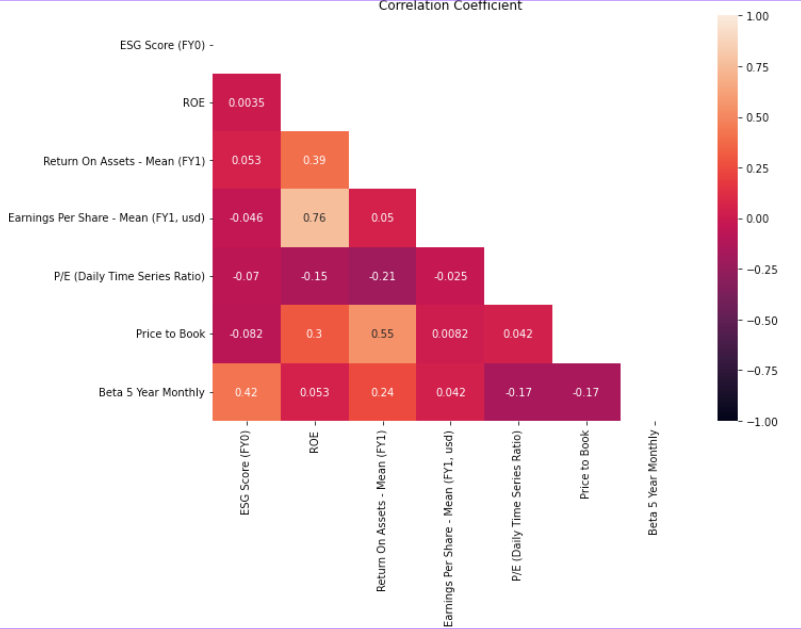 Correlation Coefficient
1.00
ESG Score (FY0)
0.75
ROE
0.0035
0.50
Return On Assets - Mean (FY1)
0.053 0.39
0.25
Earnings Per Share - Mean (FY1, usd)
-0.046 0.76 0.05
0.00
P/E (Daily Time Series Ratio)
-0.07 -0.15 -0.21 -0.025
-0.25
Price to Book
-0.082 0.3 0.55 0.0082 0.042
-0.50
Beta 5 Year Monthly
0.42 0.053 0.24 0.042 -0.17 -0.17
-0.75
-1.00
ESG Score (FY0)
ROE
Return On Assets - Mean (FY1)
Earnings Per Share - Mean (FY1, usd)
P/E (Daily Time Series Ratio)
Price to Book
Beta 5 Year Monthly